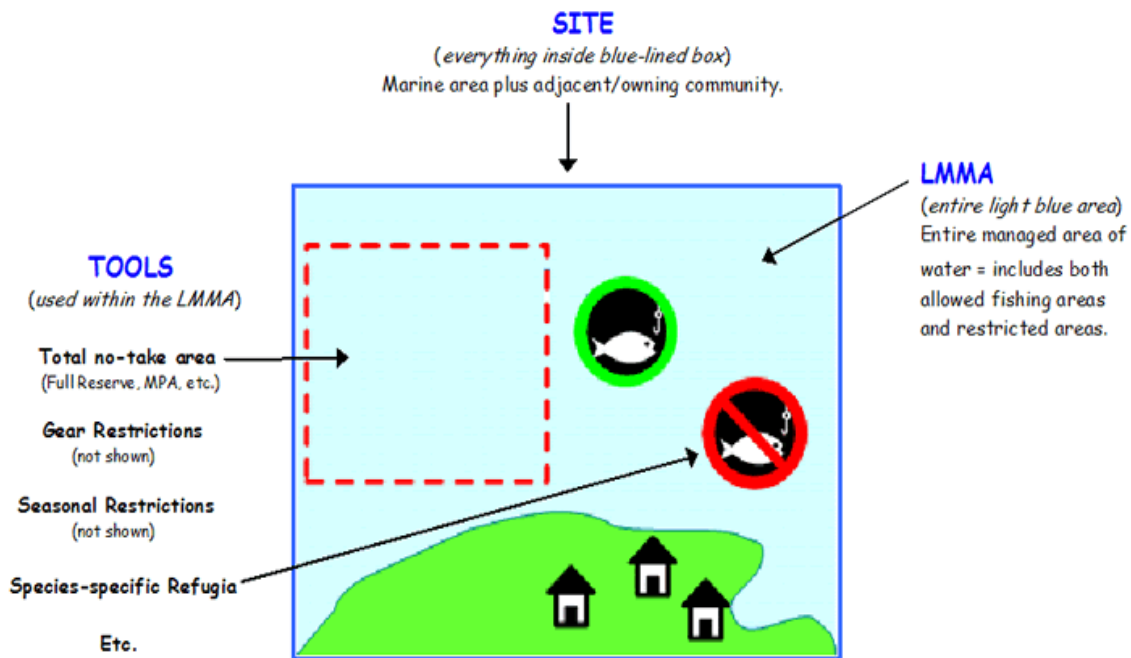 SITE
(everything inside blue-lined box)
Marine area plus adjacent/owning community.
LMMA
(entire light blue area)
Entire managed area of
water = includes both
allowed fishing areas
and restricted areas.
TOOLS
(used within the LMMA)
Total no-take area
(Full Reserve, MPA, etc.)
Gear Restrictions
(not shown)
Seasonal Restrictions
(not shown)
Species-specific Refugia
Etc.